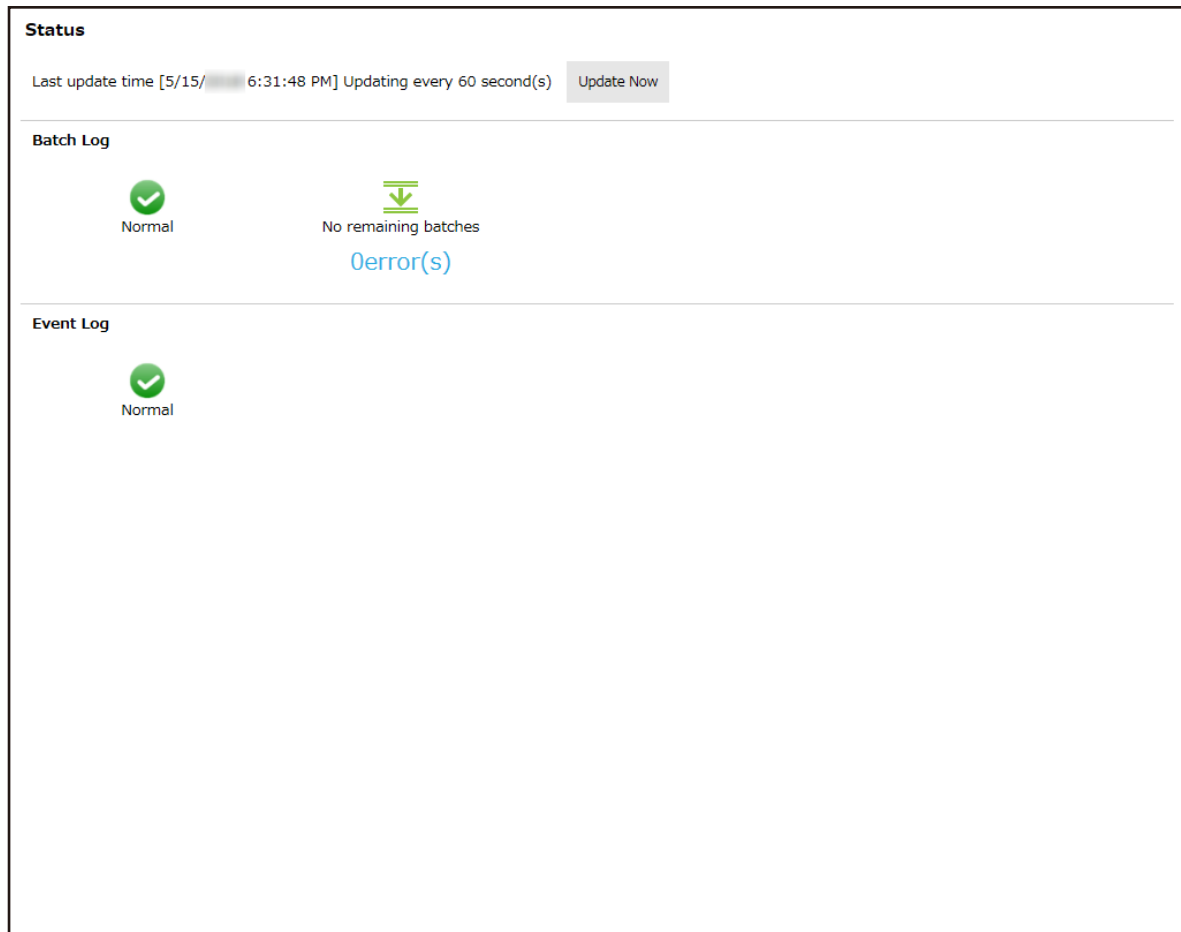 Status
Last update time [5/15/ 6:31:48 PM] Updating every 60 second(s) Update Now
Batch Log
Normal No remaining batches
0error(s)
Event Log
Normal